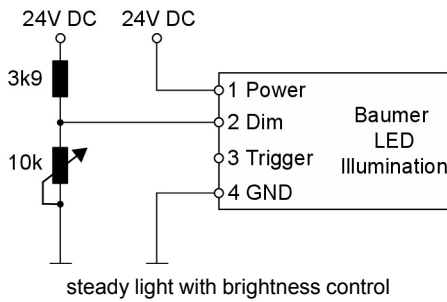 24V DC 24V DC
3k9
1 Power
2 Dim
10k
3 Trigger
4 GND
Baumer
LED
Illumination
steady light with brightness control